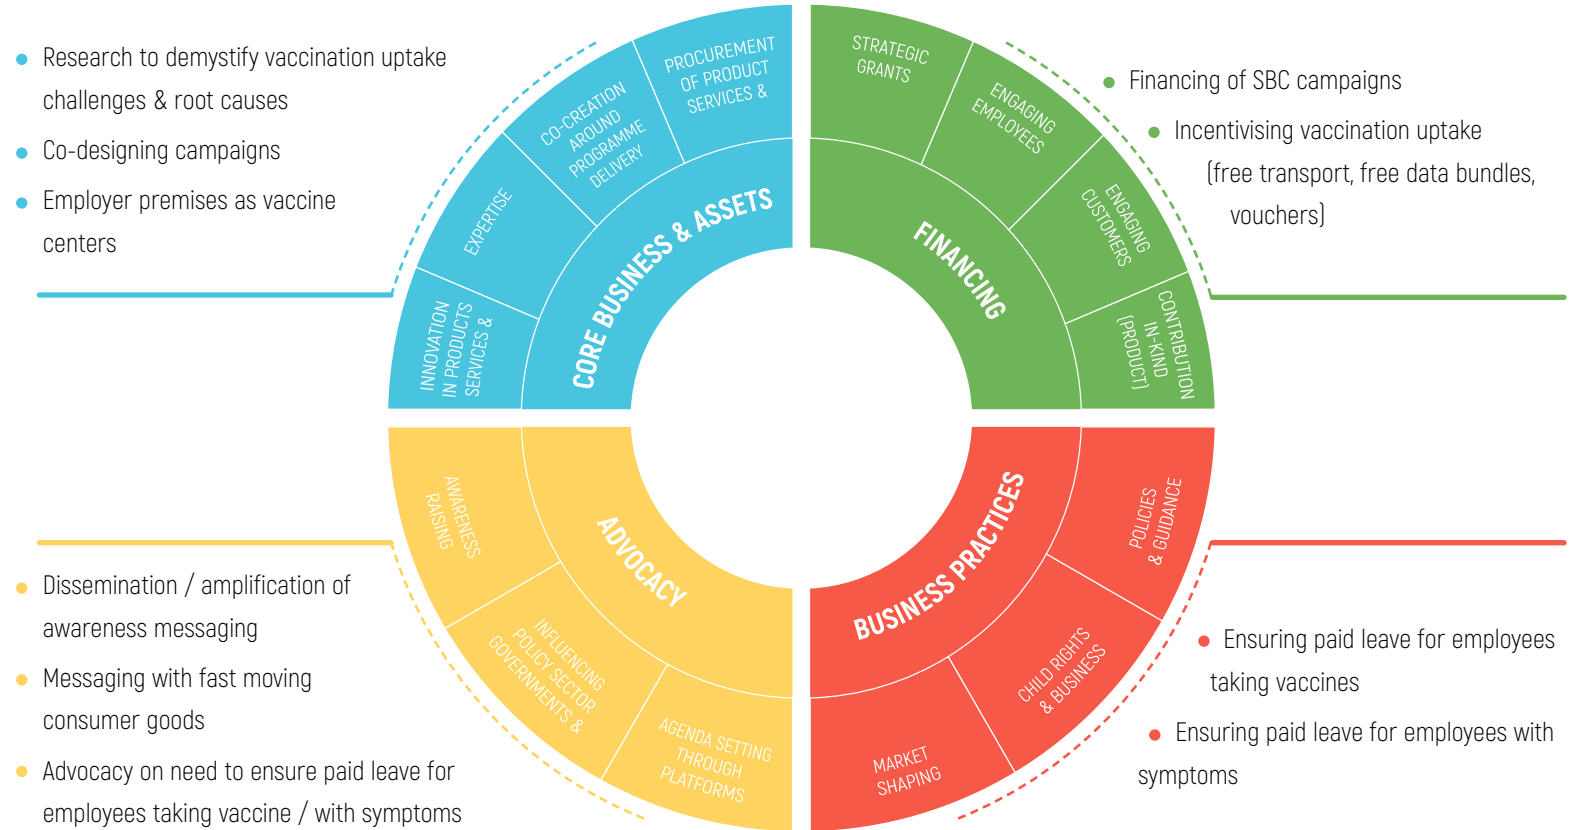 Research to demystify vaccination uptake
challenges & root causes
Co-designing campaigns
Employer premises as vaccine
centers
PROCUREMENT
OF PRODUCT
SERVICES &
CO-CREATION
AROUND
PROGRAMME
DELIVERY
EXPERTISE
INNOVATION
IN PRODUCTS
SERVICES &
CORE BUSINESS & ASSETS
STRATEGIC
GRANTS
ENGAGING
EMPLOYEES
ENGAGING
CUSTOMERS
CONTRIBUTION
IN-KIND
(PRODUCT)
FINANCING
Financing of SBC campaigns
Incentivising vaccination uptake
(free transport, free data bundles,
vouchers)
AWARENESS
RAISING
INFLUENCING
POLICY SECTOR
GOVERNMENTS &
AGENDA SETTING
THROUGH
PLATFORMS
ADVOCACY
Dissemination / amplification of
awareness messaging
Messaging with fast moving
consumer goods
Advocacy on need to ensure paid leave for
employees taking vaccine / with symptoms
BUSINESS PRACTICES
POLICIES
& GUIDANCE
CHILD RIGHTS
& BUSINESS
MARKET
SHAPING
Ensuring paid leave for employees
taking vaccines
Ensuring paid leave for employees with
symptoms